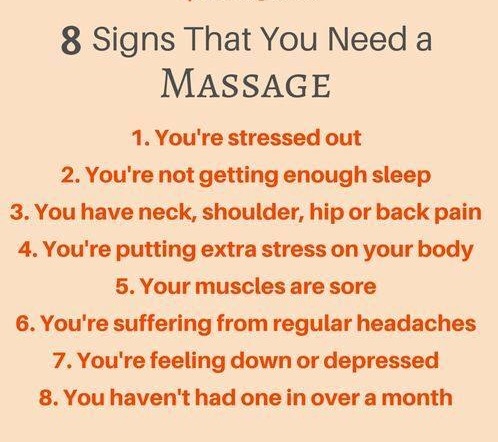 8 Signs That You Need a
MASSAGE
1. You're stressed out
2. You're not getting enough sleep
3. You have neck, shoulder, hip or back pain
4. You're putting extra stress on your body
5. Your muscles are sore
6. You're suffering from regular headaches
7. You're feeling down or depressed
8. You haven't had one in over a month